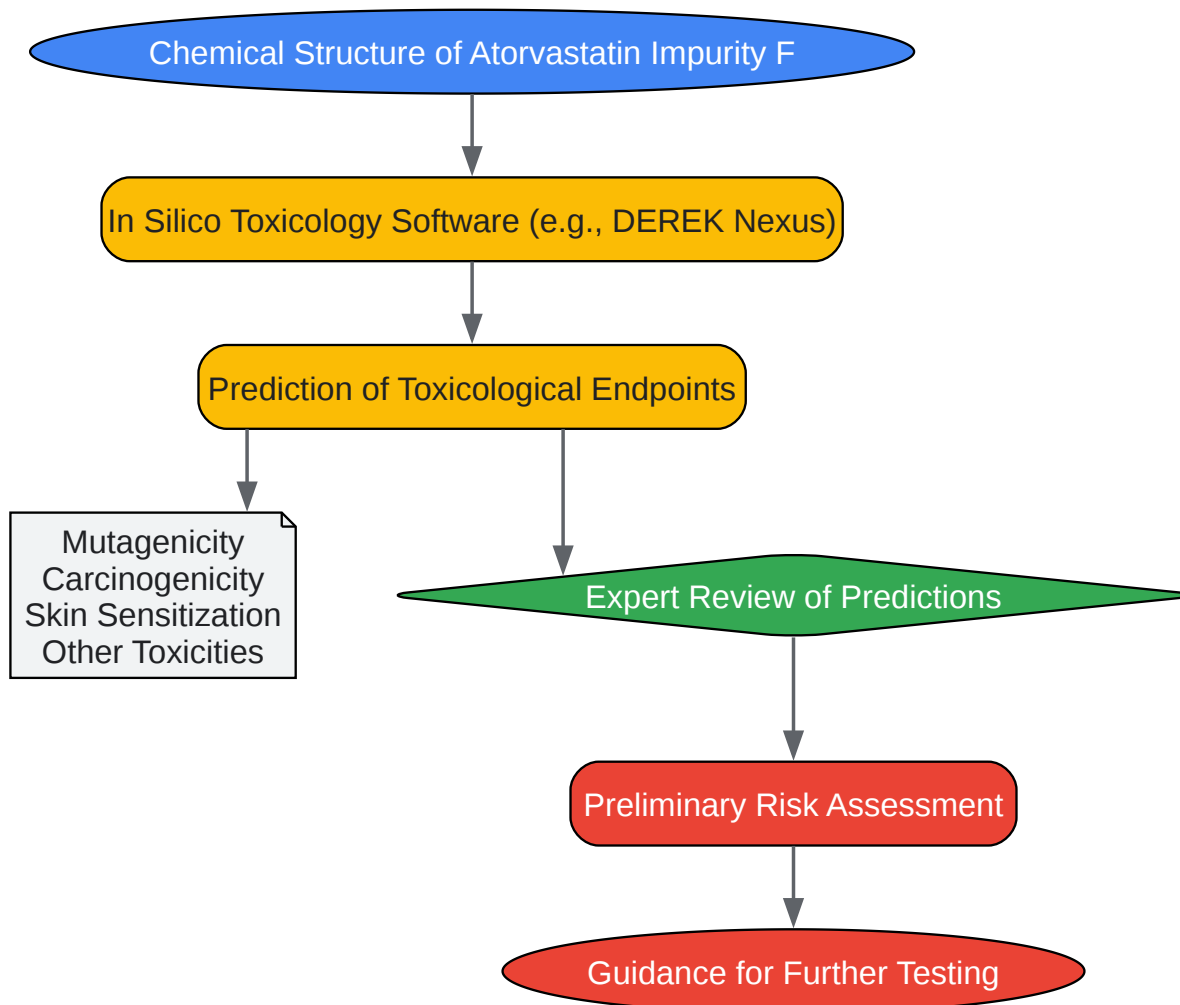 Chemical Structure of Atorvastatin Impurity F
In Silico Toxicology Software (e.g., DEREK Nexus)
Prediction of Toxicological Endpoints
Mutagenicity
Carcinogenicity
Skin Sensitization
Other Toxicities
Expert Review of Predictions
Preliminary Risk Assessment
Guidance for Further Testing